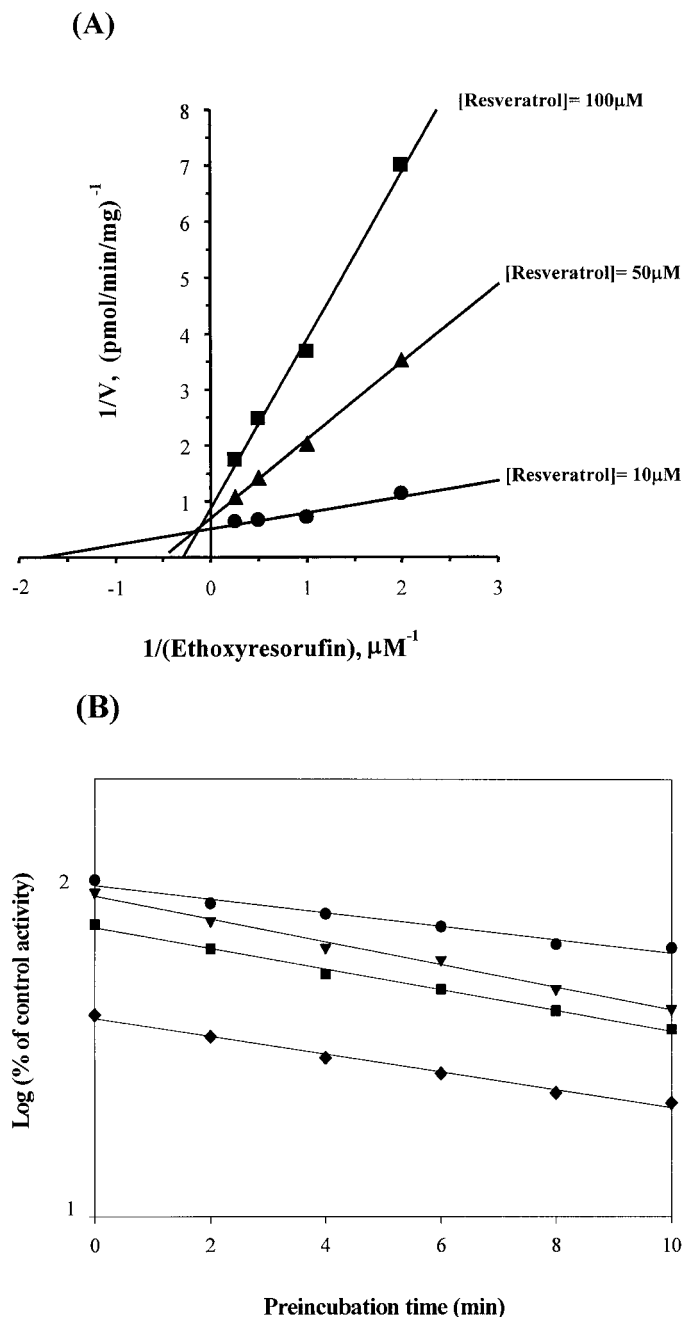 (A)
[Resveratrol]= 100μM
[Resveratrol]= 50μM
[Resveratrol]= 10μM
1/V, (pmol/min/mg)⁻¹
8
7
6
5
4
3
2
1
-2 -1 0 1 2 3
1/(Ethoxyresorufin), μM⁻¹
(B)
Log (% of control activity)
2
1
0 2 4 6 8 10
Preincubation time (min)